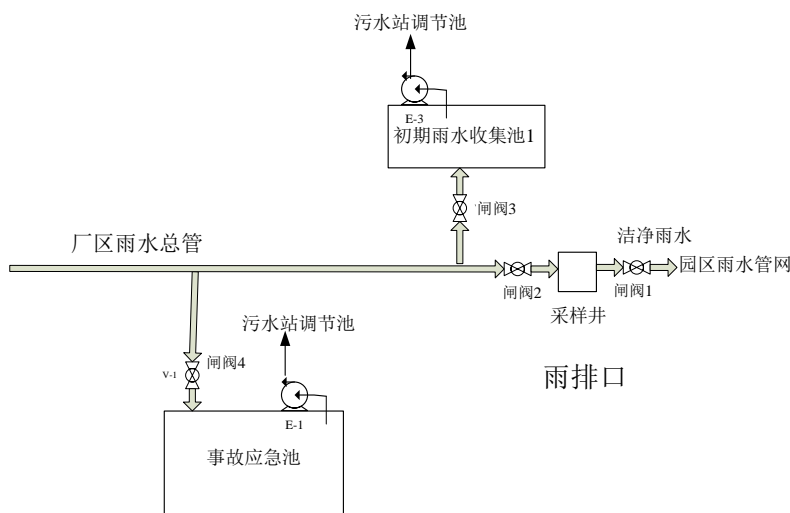 污水站调节池
E-3
初期雨水收集池1
闸阀3
厂区雨水总管
洁净雨水
园区雨水管网
闸阀2
闸阀1
采样井
污水站调节池
闸阀4
V-1
雨排口
E-1
事故应急池